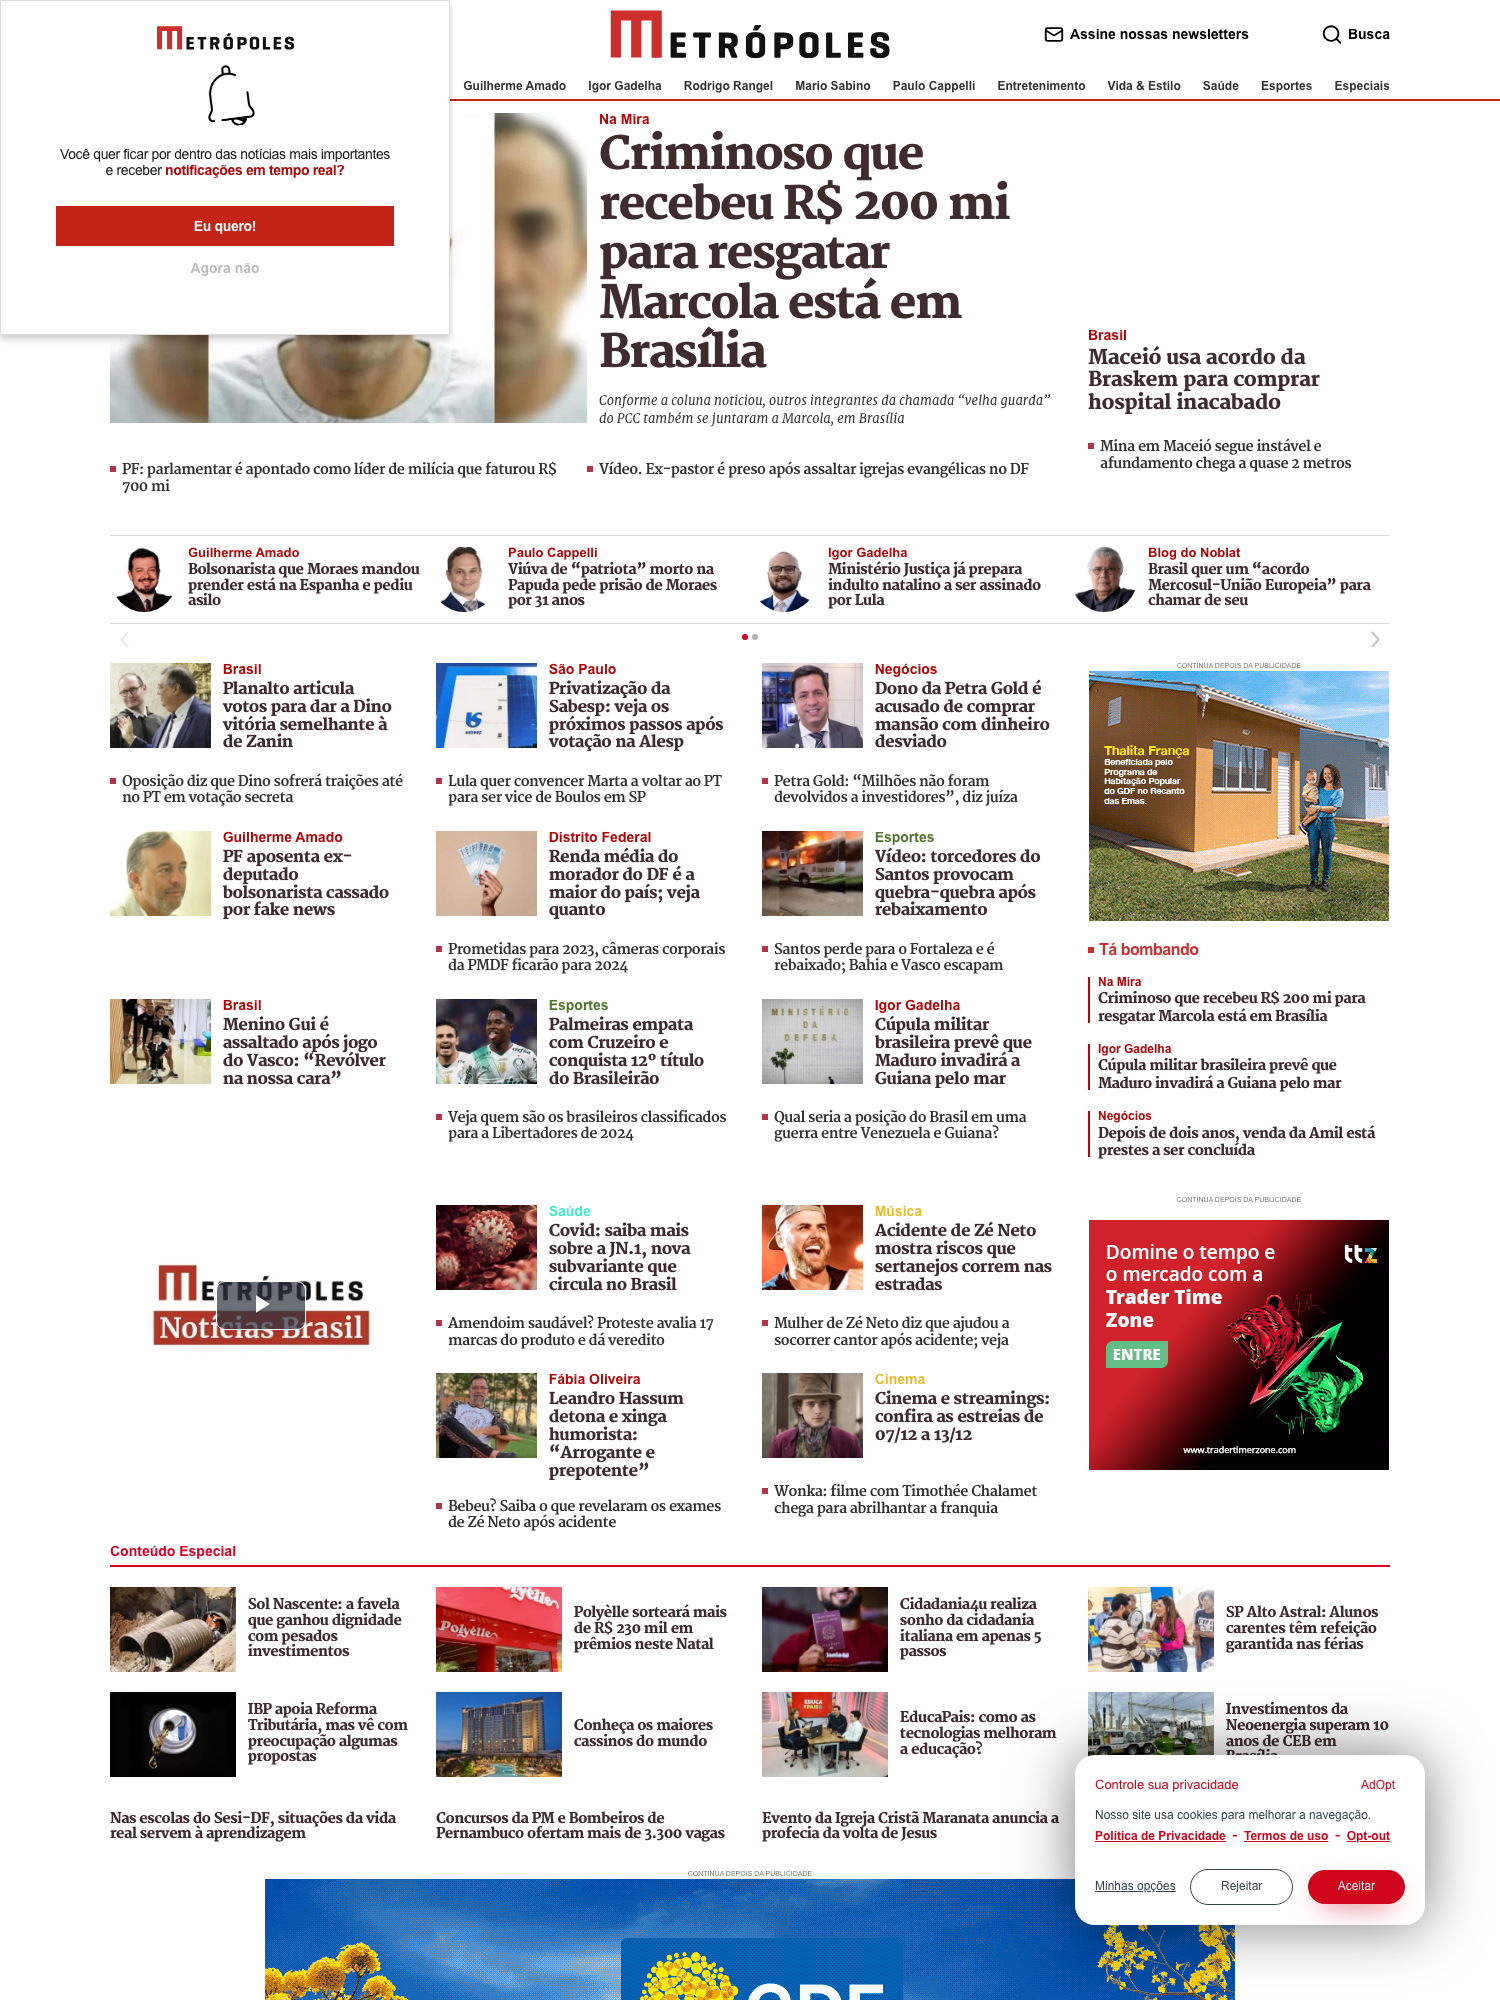 METRÓPOLES
Você quer ficar por dentro das notícias mais importantes
e receber notificações em tempo real?
Eu quero!
Agora não
METRÓPOLES
Assine nossas newsletters
Busca
Guilherme Amado
Igor Gadelha
Rodrigo Rangel
Mario Sabino
Paulo Cappelli
Entretenimento
Vida & Estilo
Saúde
Esportes
Especiais
Na Mira
Criminoso que
recebeu R$ 200 mi
para resgatar
Marcola está em
Brasília
Conforme a coluna noticiou, outros integrantes da chamada “velha guarda”
do PCC também se juntaram a Marcola, em Brasília
Brasil
Maceió usa acordo da
Braskem para comprar
hospital inacabado
Mina em Maceió segue instável e
afundamento chega a quase 2 metros
PF: parlamentar é apontado como líder de milícia que faturou R$
700 mi
Vídeo. Ex-pastor é preso após assaltar igrejas evangélicas no DF
Guilherme Amado
Bolsonarista que Moraes mandou
prender está na Espanha e pediu
asilo
Paulo Cappelli
Viúva de “patriota” morto na
Papuda pede prisão de Moraes
por 31 anos
Igor Gadelha
Ministério Justiça já prepara
indulto natalino a ser assinado
por Lula
Blog do Noblat
Brasil quer um “acordo
Mercosul-União Europeia” para
chamar de seu
Brasil
Planalto articula
votos para dar a Dino
vitória semelhante à
de Zanin
Oposição diz que Dino sofrerá traições até
no PT em votação secreta
São Paulo
Privatização da
Sabesp: veja os
próximos passos após
votação na Alesp
sabesp
Lula quer convencer Marta a voltar ao PT
para ser vice de Boulos em SP
Negócios
Dono da Petra Gold é
acusado de comprar
mansão com dinheiro
desviado
Petra Gold: “Milhões não foram
devolvidos a investidores”, diz juíza
CONTINUA DEPOIS DA PUBLICIDADE
Thalita França
Beneficiada pelo
Programa de
Habitação Popular
do GDF no Recanto
das Emas.
Guilherme Amado
PF aposenta ex-
deputado
bolsonarista cassado
por fake news
Distrito Federal
Renda média do
morador do DF é a
maior do país; veja
quanto
Prometidas para 2023, câmeras corporais
da PMDF ficarão para 2024
Esportes
Vídeo: torcedores do
Santos provocam
quebra-quebra após
rebaixamento
Santos perde para o Fortaleza e é
rebaixado; Bahia e Vasco escapam
Tá bombando
Na Mira
Criminoso que recebeu R$ 200 mi para
resgatar Marcola está em Brasília
Igor Gadelha
Cúpula militar brasileira prevê que
Maduro invadirá a Guiana pelo mar
Negócios
Depois de dois anos, venda da Amil está
prestes a ser concluída
Brasil
Menino Gui é
assaltado após jogo
do Vasco: “Revólver
na nossa cara”
Esportes
Palmeiras empata
com Cruzeiro e
conquista 12º título
do Brasileirão
Veja quem são os brasileiros classificados
para a Libertadores de 2024
MINISTÉRIO
DA
DEFESA
Igor Gadelha
Cúpula militar
brasileira prevê que
Maduro invadirá a
Guiana pelo mar
Qual seria a posição do Brasil em uma
guerra entre Venezuela e Guiana?
METRÓPOLES
Notícias Brasil
Saúde
Covid: saiba mais
sobre a JN.1, nova
subvariante que
circula no Brasil
Amendoim saudável? Proteste avalia 17
marcas do produto e dá veredito
Música
Acidente de Zé Neto
mostra riscos que
sertanejos correm nas
estradas
Mulher de Zé Neto diz que ajudou a
socorrer cantor após acidente; veja
CONTINUA DEPOIS DA PUBLICIDADE
Domine o tempo e
o mercado com a
Trader Time
Zone
ttz
ENTRE
www.tradertimerzone.com
Fábia Oliveira
Leandro Hassum
detona e xinga
humorista:
“Arrogante e
prepotente”
Bebeu? Saiba o que revelaram os exames
de Zé Neto após acidente
Cinema
Cinema e streamings:
confira as estreias de
07/12 a 13/12
Wonka: filme com Timothée Chalamet
chega para abrilhantar a franquia
Conteúdo Especial
Sol Nascente: a favela
que ganhou dignidade
com pesados
investimentos
Polyèlle
Polyèlle sorteará mais
de R$ 230 mil em
prêmios neste Natal
Cidadania4u realiza
sonho da cidadania
italiana em apenas 5
passos
SP Alto Astral: Alunos
carentes têm refeição
garantida nas férias
IBP apoia Reforma
Tributária, mas vê com
preocupação algumas
propostas
Conheça os maiores
cassinos do mundo
EDUCA
EducaPais: como as
tecnologias melhoram
a educação?
Investimentos da
Neoenergia superam 10
anos de CEB em
Brasília
Nas escolas do Sesi-DF, situações da vida
real servem à aprendizagem
Concursos da PM e Bombeiros de
Pernambuco ofertam mais de 3.300 vagas
Evento da Igreja Cristã Maranata anuncia a
profecia da volta de Jesus
Controle sua privacidade
AdOpt
Nosso site usa cookies para melhorar a navegação.
Política de Privacidade - Termos de uso - Opt-out
Minhas opções
Rejeitar
Aceitar
CONTINUA DEPOIS DA PUBLICIDADE
GDF